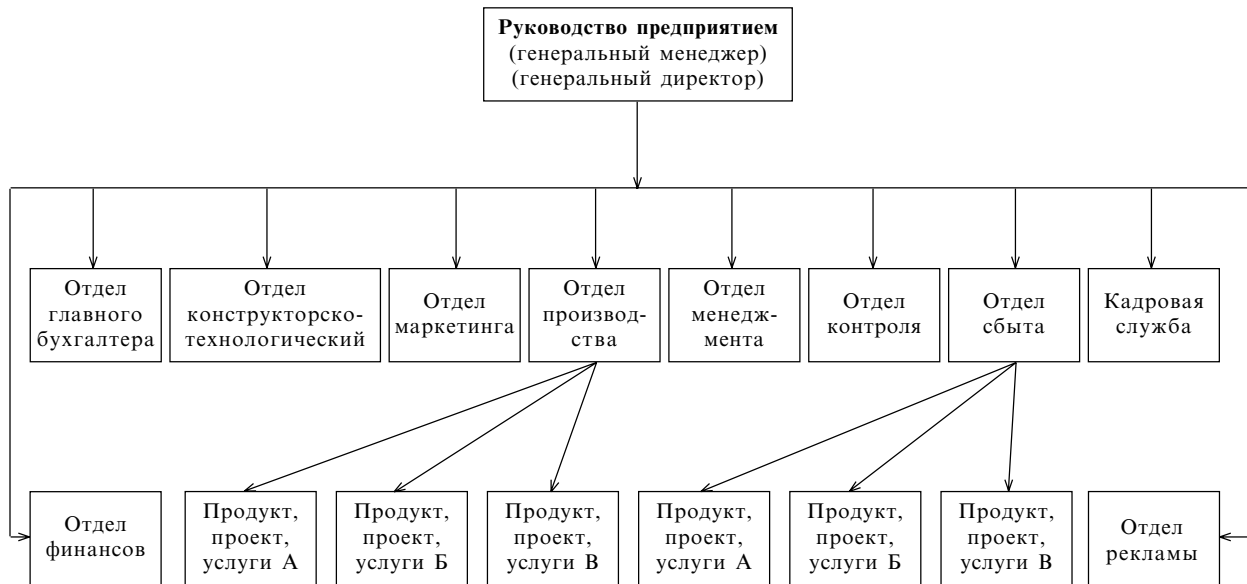 Руководство предприятием
(генеральный менеджер)
(генеральный директор)
Отдел
главного
бухгалтера
Отдел
конструкторско-
технологический
Отдел
маркетинга
Отдел
производ-
ства
Отдел
менедж-
мента
Отдел
контроля
Отдел
сбыта
Кадровая
служба
Отдел
финансов
Продукт,
проект,
услуги А
Продукт,
проект,
услуги Б
Продукт,
проект,
услуги В
Продукт,
проект,
услуги А
Продукт,
проект,
услуги Б
Продукт,
проект,
услуги В
Отдел
рекламы